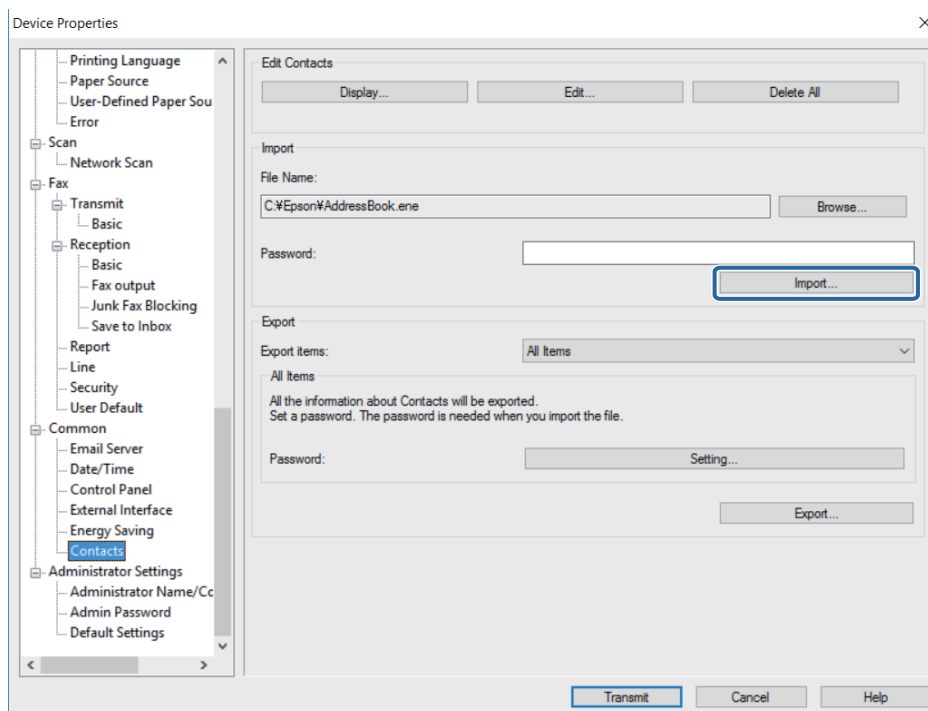 Device Properties
Printing Language
Paper Source
User-Defined Paper Sou
Error
Scan
Network Scan
Fax
Transmit
Basic
Reception
Basic
Fax output
Junk Fax Blocking
Save to Inbox
Report
Line
Security
User Default
Common
Email Server
Date/Time
Control Panel
External Interface
Energy Saving
Contacts
Administrator Settings
Administrator Name/Cc
Admin Password
Default Settings
Edit Contacts
Display... Edit... Delete All
Import
File Name:
C:¥Epson¥AddressBook.ene Browse...
Password:
Import...
Export
Export items: All Items
All Items
All the information about Contacts will be exported.
Set a password. The password is needed when you import the file.
Password: Setting...
Export...
Transmit Cancel Help